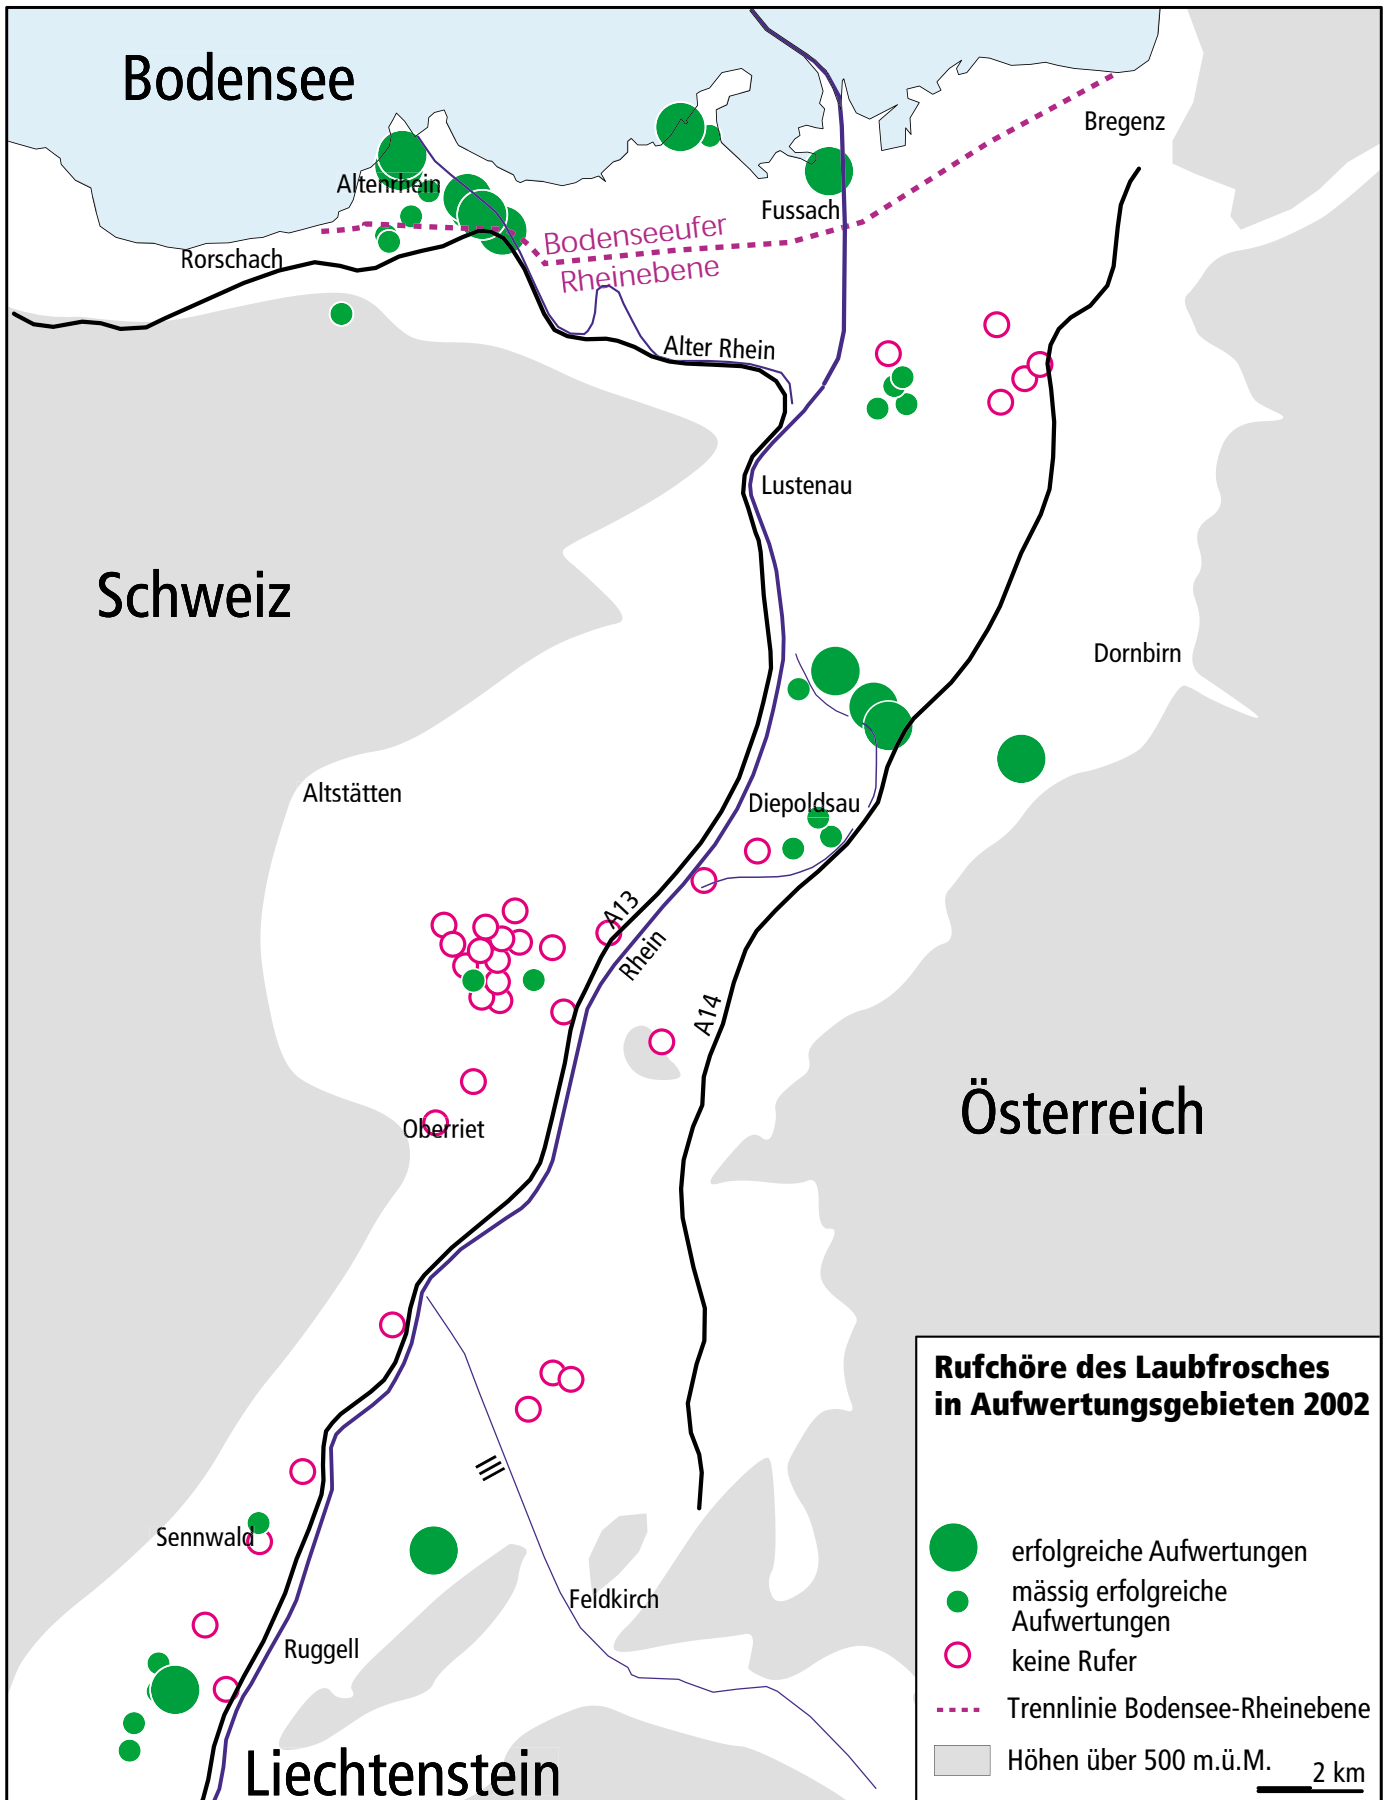 Bodensee
Bregenz
Altenrhein
Fussach
Bodenseeufer
Rorschach
Rheinebene
Alter Rhein
Lustenau
Schweiz
Dornbirn
Altstätten
Diepoldsau
A13
Rhein
A14
Österreich
Oberriet
Sennwald
Feldkirch
Ruggell
Liechtenstein
Rufchöre des Laubfrosches
in Aufwertungsgebieten 2002
erfolgreiche Aufwertungen
mässig erfolgreiche
Aufwertungen
keine Rufer
Trennlinie Bodensee-Rheinebene
Höhen über 500 m.ü.M.
2 km